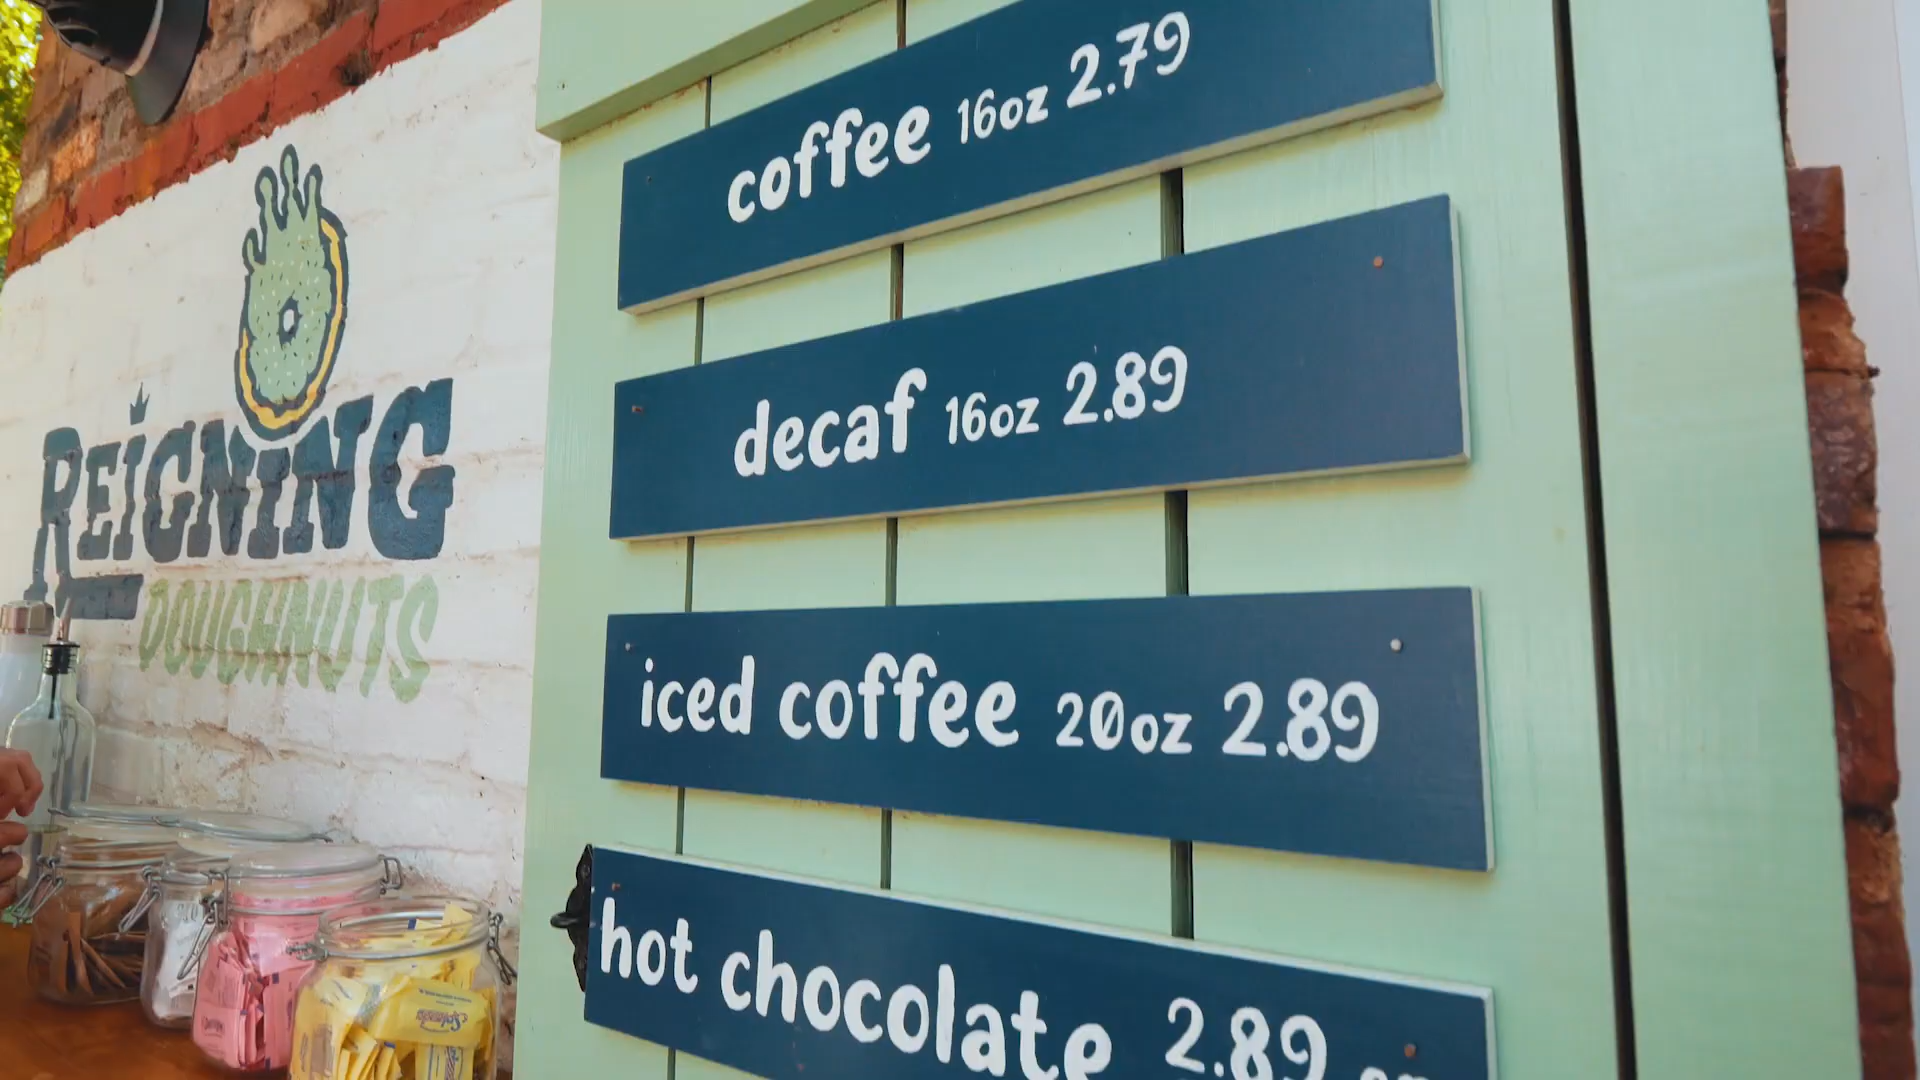 REIGNING
DOUGHNUTS
coffee 16oz 2.79
decaf 16oz 2.89
iced coffee 20oz 2.89
hot chocolate 2.89
Splenda